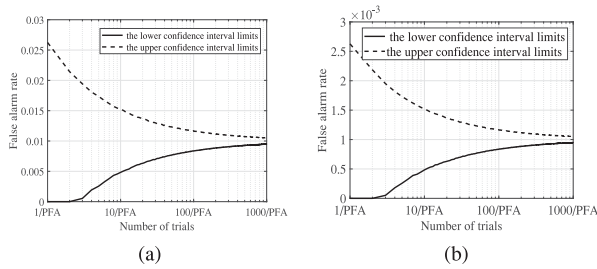 0.03
0.025
0.02
0.015
0.01
0.005
0
False alarm rate
the lower confidence interval limits
the upper confidence interval limits
1/PFA 10/PFA 100/PFA 1000/PFA
Number of trials
(a)
×10⁻³
3
2.5
2
1.5
1
0.5
0
False alarm rate
the lower confidence interval limits
the upper confidence interval limits
1/PFA 10/PFA 100/PFA 1000/PFA
Number of trials
(b)